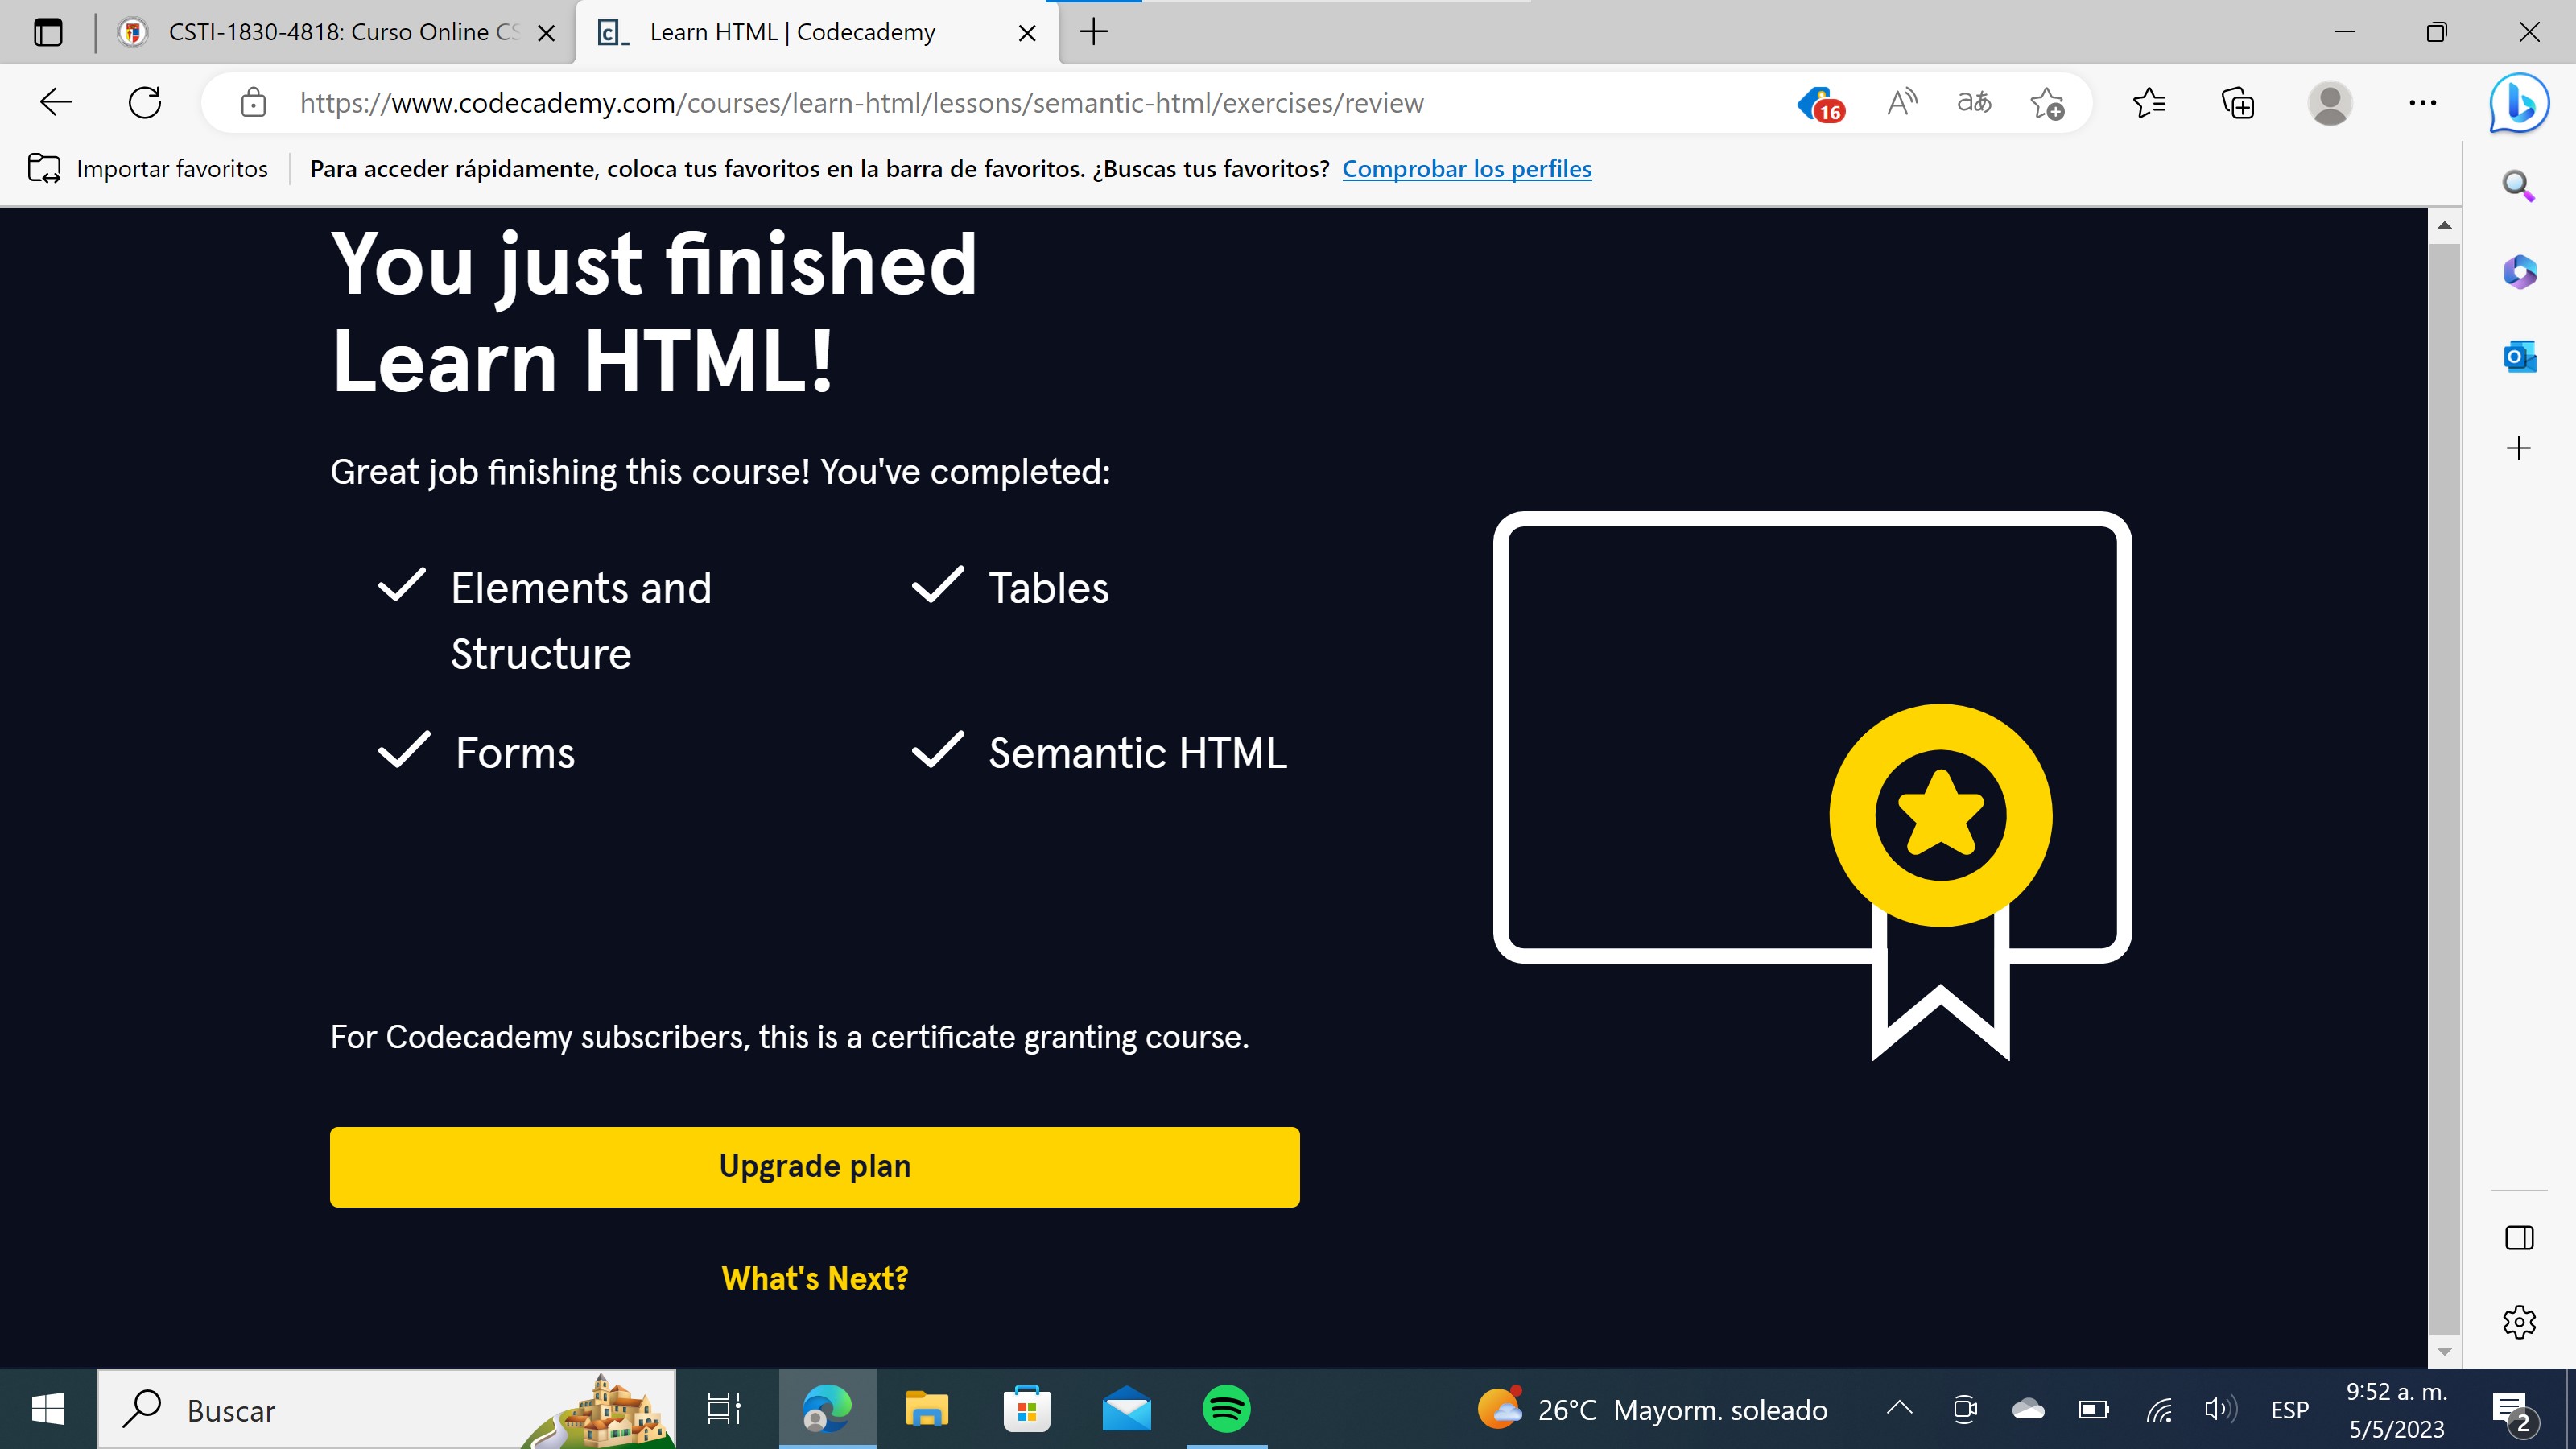 CSTI-1830-4818: Curso Online CS
Learn HTML | Codecademy
https://www.codecademy.com/courses/learn-html/lessons/semantic-html/exercises/review
16
Importar favoritos
Para acceder rápidamente, coloca tus favoritos en la barra de favoritos. ¿Buscas tus favoritos? Comprobar los perfiles
You just finished
Learn HTML!
Great job finishing this course! You've completed:
Elements and
Structure
Tables
Forms
Semantic HTML
For Codecademy subscribers, this is a certificate granting course.
Upgrade plan
What's Next?
Buscar
26°C Mayorm. soleado
ESP
9:52 a. m.
5/5/2023
2